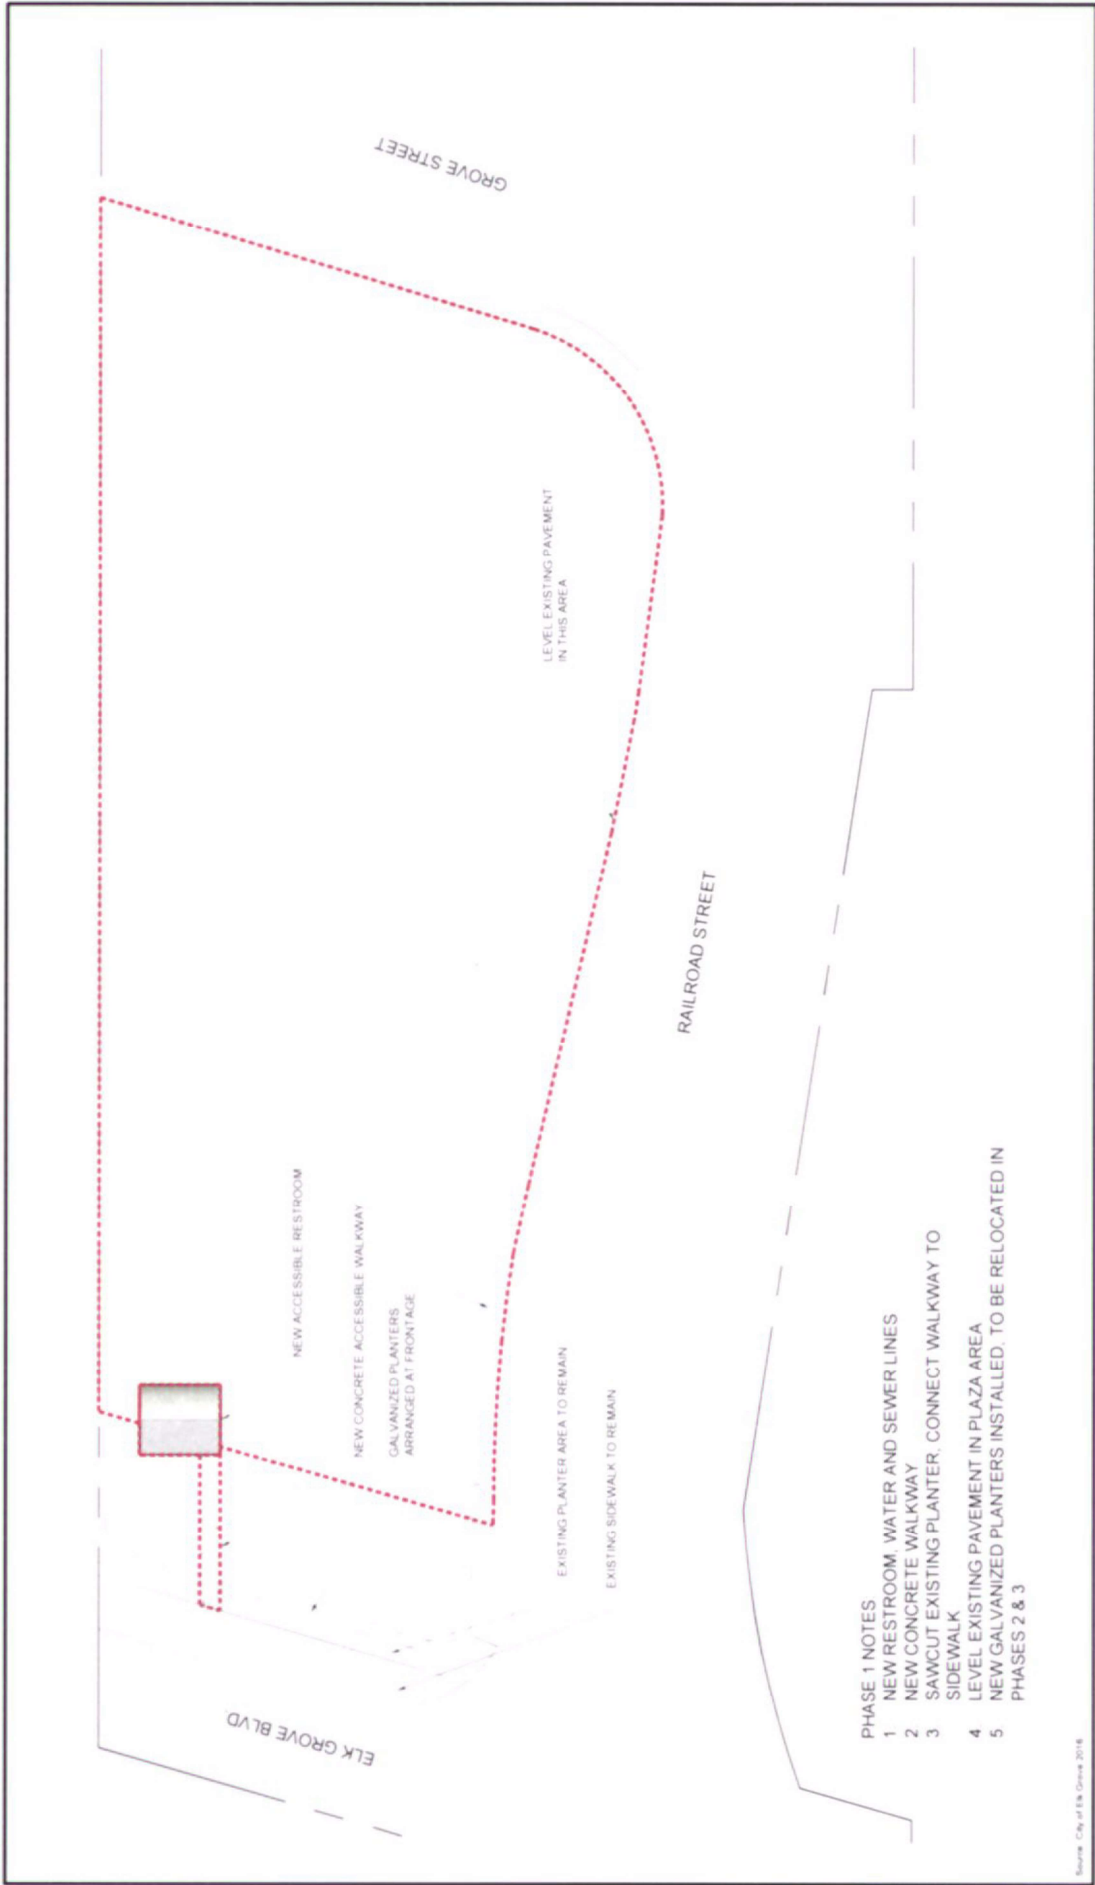 GROVE STREET
LEVEL EXISTING PAVEMENT
IN THIS AREA
RAILROAD STREET
NEW ACCESSIBLE RESTROOM
NEW CONCRETE ACCESSIBLE WALKWAY
GALVANIZED PLANTERS
ARRANGED AT FRONTAGE
EXISTING PLANTER AREA TO REMAIN
EXISTING SIDEWALK TO REMAIN
ELK GROVE BLVD
PHASE 1 NOTES
1 NEW RESTROOM, WATER AND SEWER LINES
2 NEW CONCRETE WALKWAY
3 SAWCUT EXISTING PLANTER, CONNECT WALKWAY TO
SIDEWALK
4 LEVEL EXISTING PAVEMENT IN PLAZA AREA
5 NEW GALVANIZED PLANTERS INSTALLED, TO BE RELOCATED IN
PHASES 2 & 3
Source: City of Elk Grove 2016